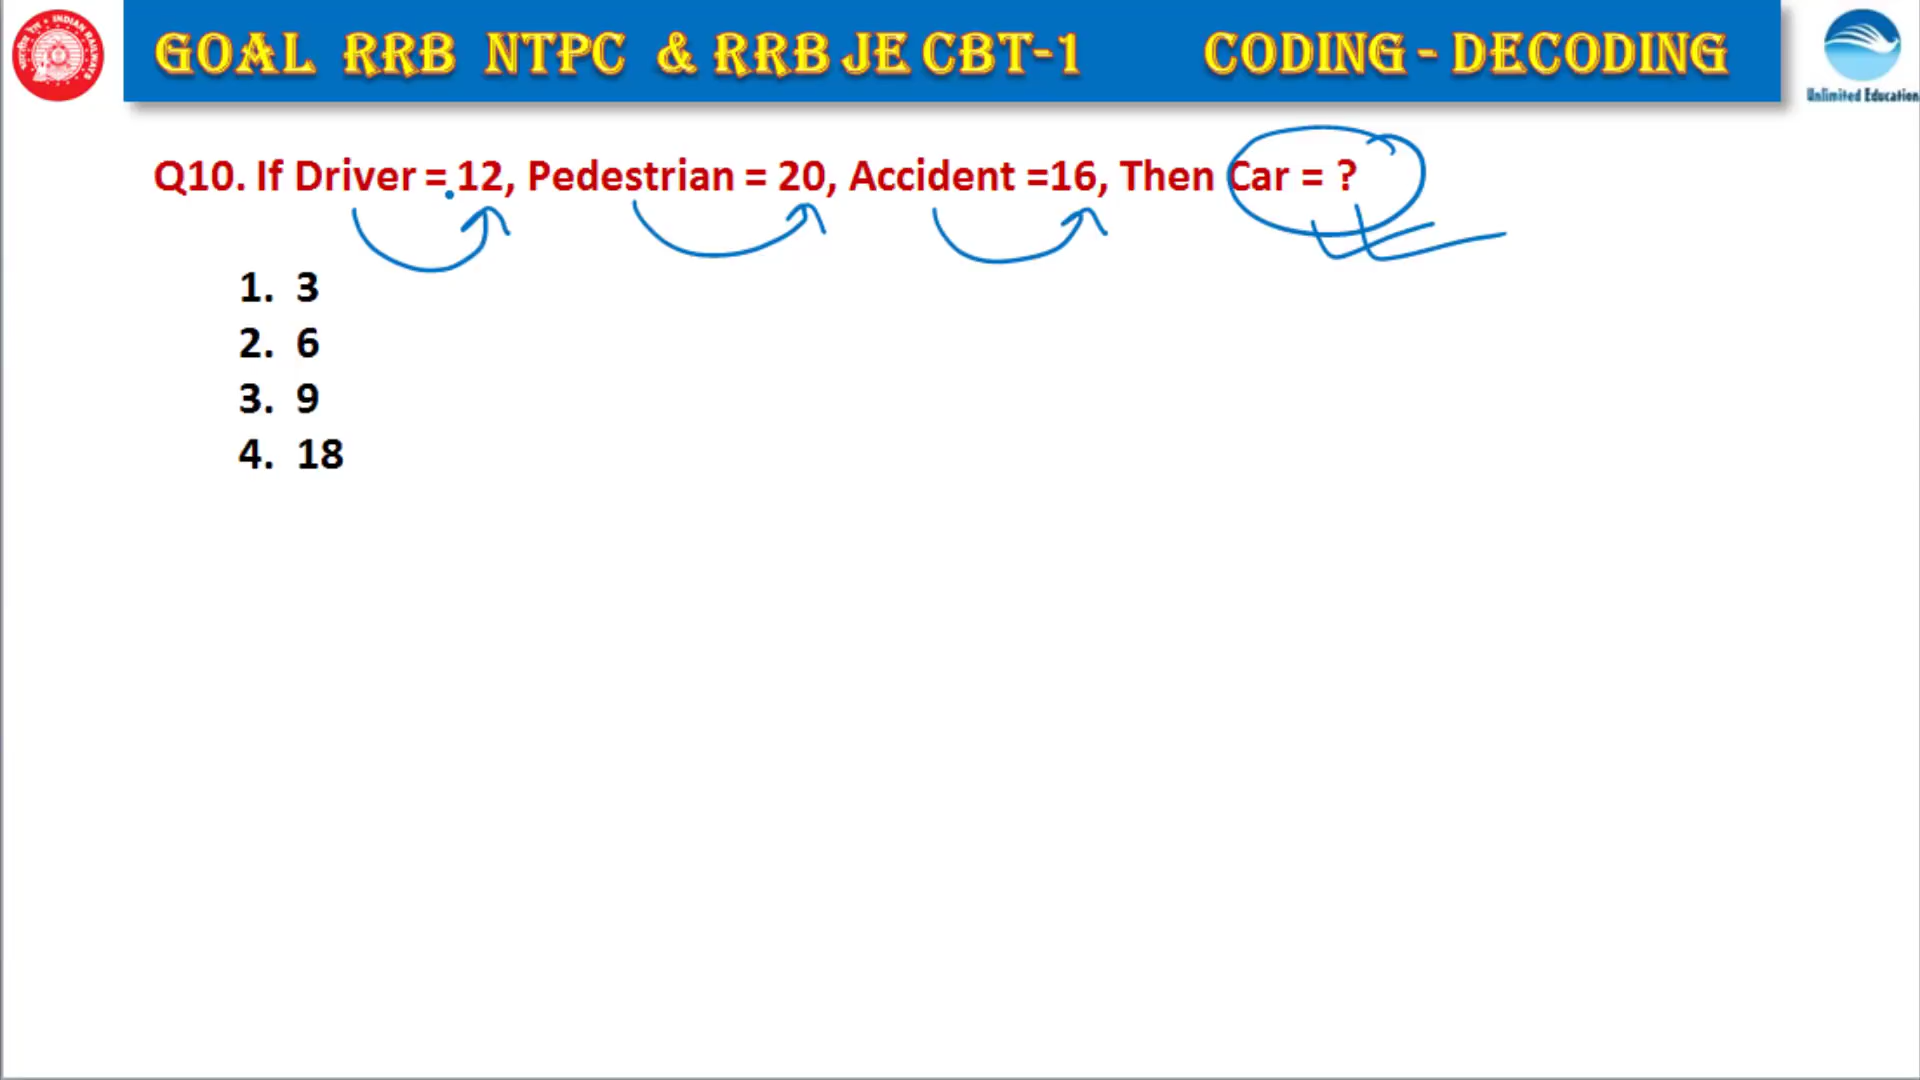 GOAL RRB NTPC & RRB JE CBT-1 CODING - DECODING
Unlimited Education
Q10. If Driver = 12, Pedestrian = 20, Accident =16, Then Car = ?
1. 3
2. 6
3. 9
4. 18